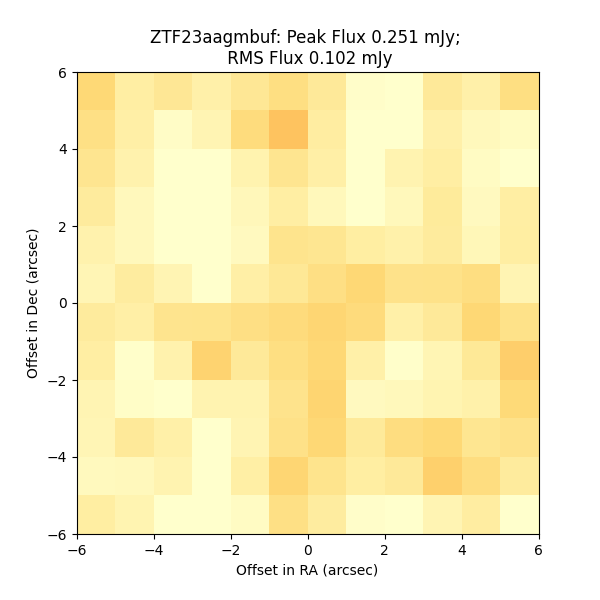 ZTF23aagmbuf: Peak Flux 0.251 mJy;
RMS Flux 0.102 mJy
6
4
2
0
−2
−4
−6
Offset in Dec (arcsec)
−6 −4 −2 0 2 4 6
Offset in RA (arcsec)